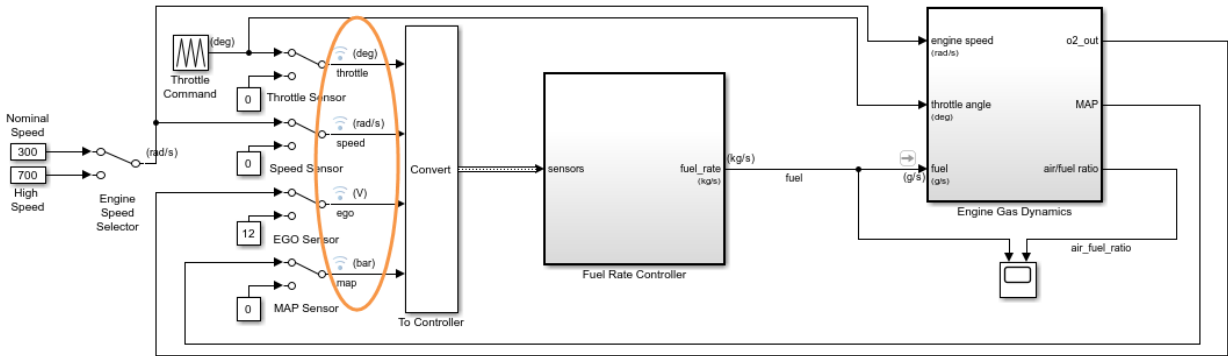 (deg)
Throttle
Command
0
Throttle Sensor
(deg)
throttle
Nominal
Speed
300
700
High
Speed
Engine
Speed
Selector
(rad/s)
0
Speed Sensor
(rad/s)
speed
12
EGO Sensor
(V)
ego
0
MAP Sensor
(bar)
map
Convert
To Controller
sensors
fuel_rate
(kg/s)
Fuel Rate Controller
(kg/s)
fuel
(g/s)
engine speed
(rad/s)
throttle angle
(deg)
fuel
(g/s)
o2_out
MAP
air/fuel ratio
Engine Gas Dynamics
air_fuel_ratio